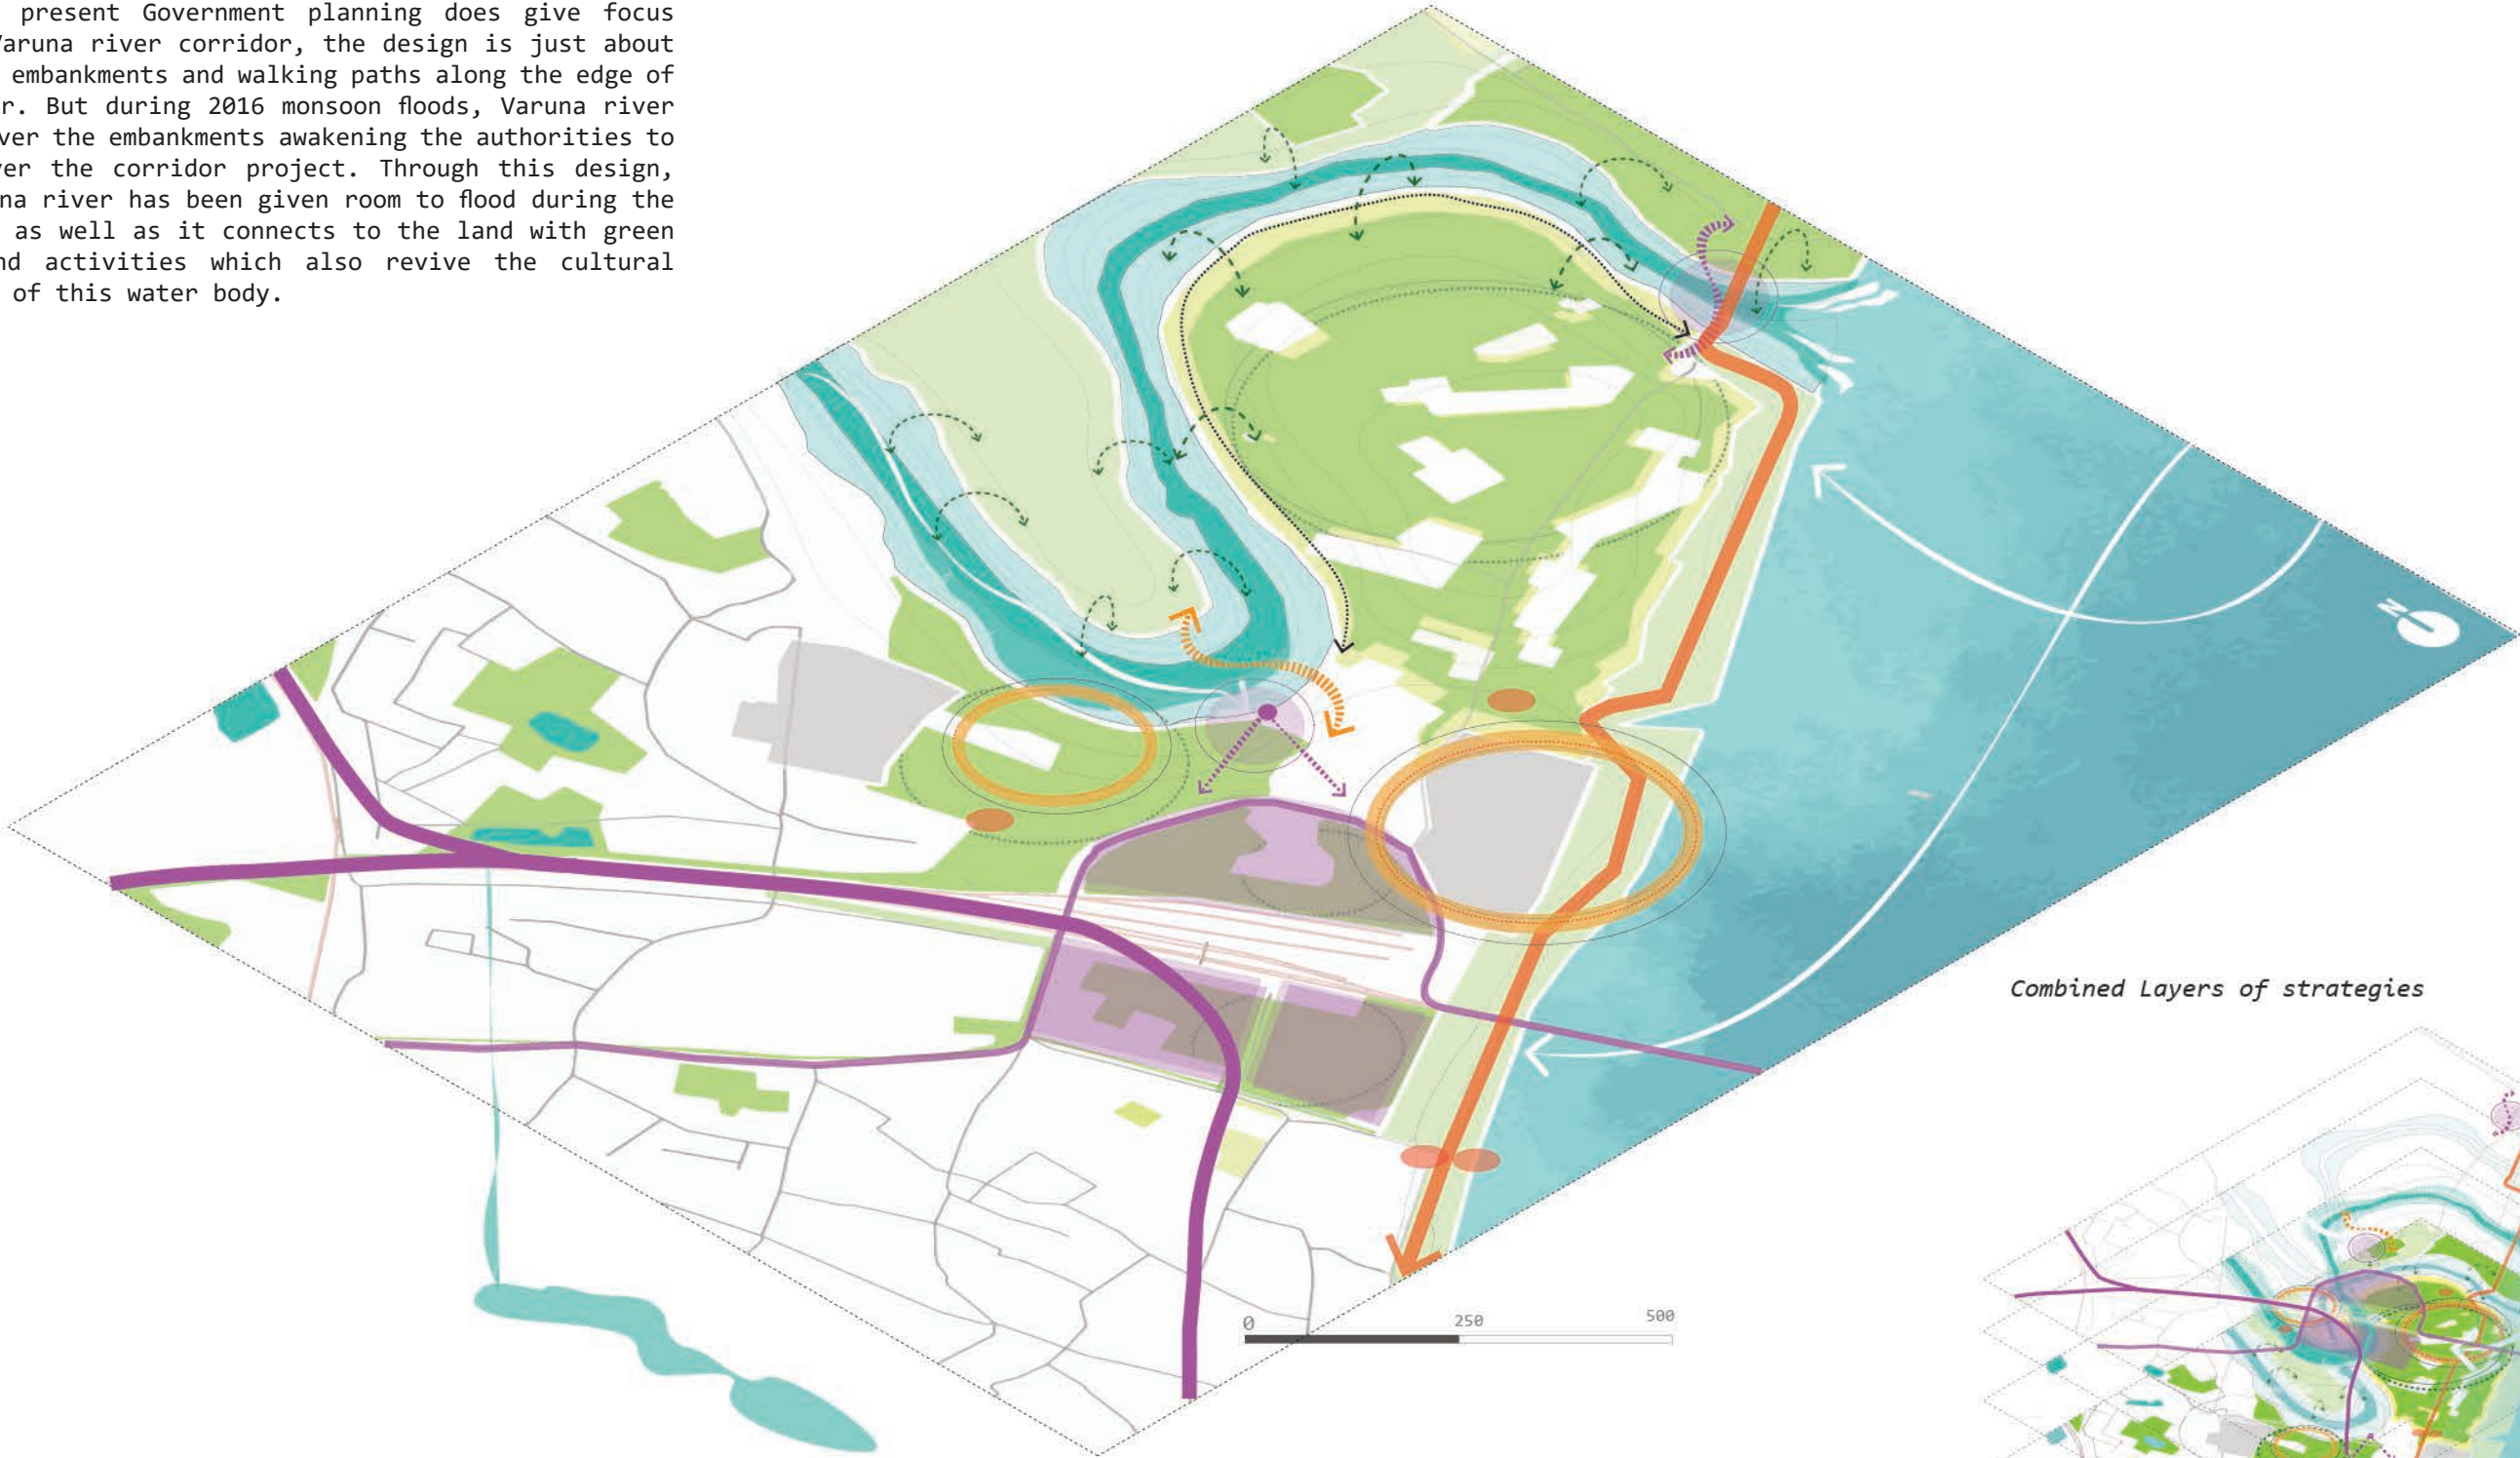 present Government planning does give focus
Varuna river corridor, the design is just about
embankments and walking paths along the edge of
r. But during 2016 monsoon floods, Varuna river
ver the embankments awakening the authorities to
ver the corridor project. Through this design,
na river has been given room to flood during the
as well as it connects to the land with green
nd activities which also revive the cultural
of this water body.
N
Combined Layers of strategies
0 250 500